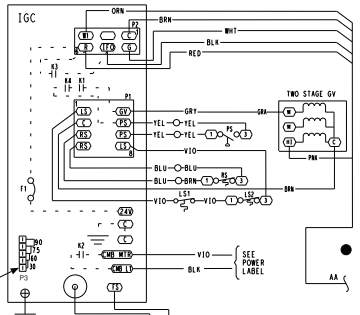 IGC
ORN
BRN
P2
W1
Y
C
R
IFO
G
WHT
BLK
RED
K3
K4
K1
P1
1
LS
GV
GRY
GRA
C
PS
YEL
YEL
RS
PS
YEL
YEL
1
PS
3
RS
LS
VIO
8
BLU
BLU
BLU
BRN
1
RS
3
BRN
VIO
LS1
VIO
1
LS2
3
TWO STAGE GV
M
M
HI
C
PNK
F1
24V
C
C
90
75
60
30
P3
K2
CMB MTR
VIO
CMB L1
BLK
SEE
POWER
LABEL
TS
AA